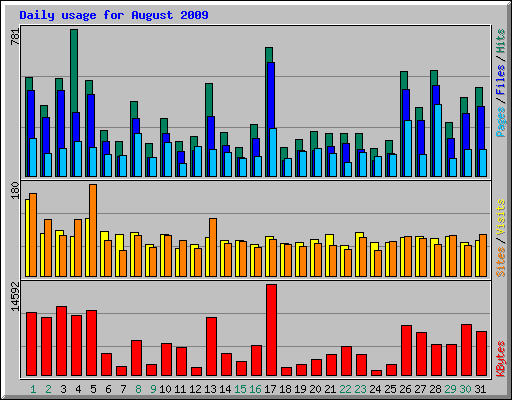 Daily usage for August 2009
781
Pages / Files / Hits
180
Sites / Visits
14592
KBytes
1 2 3 4 5 6 7 8 9 10 11 12 13 14 15 16 17 18 19 20 21 22 23 24 25 26 27 28 29 30 31